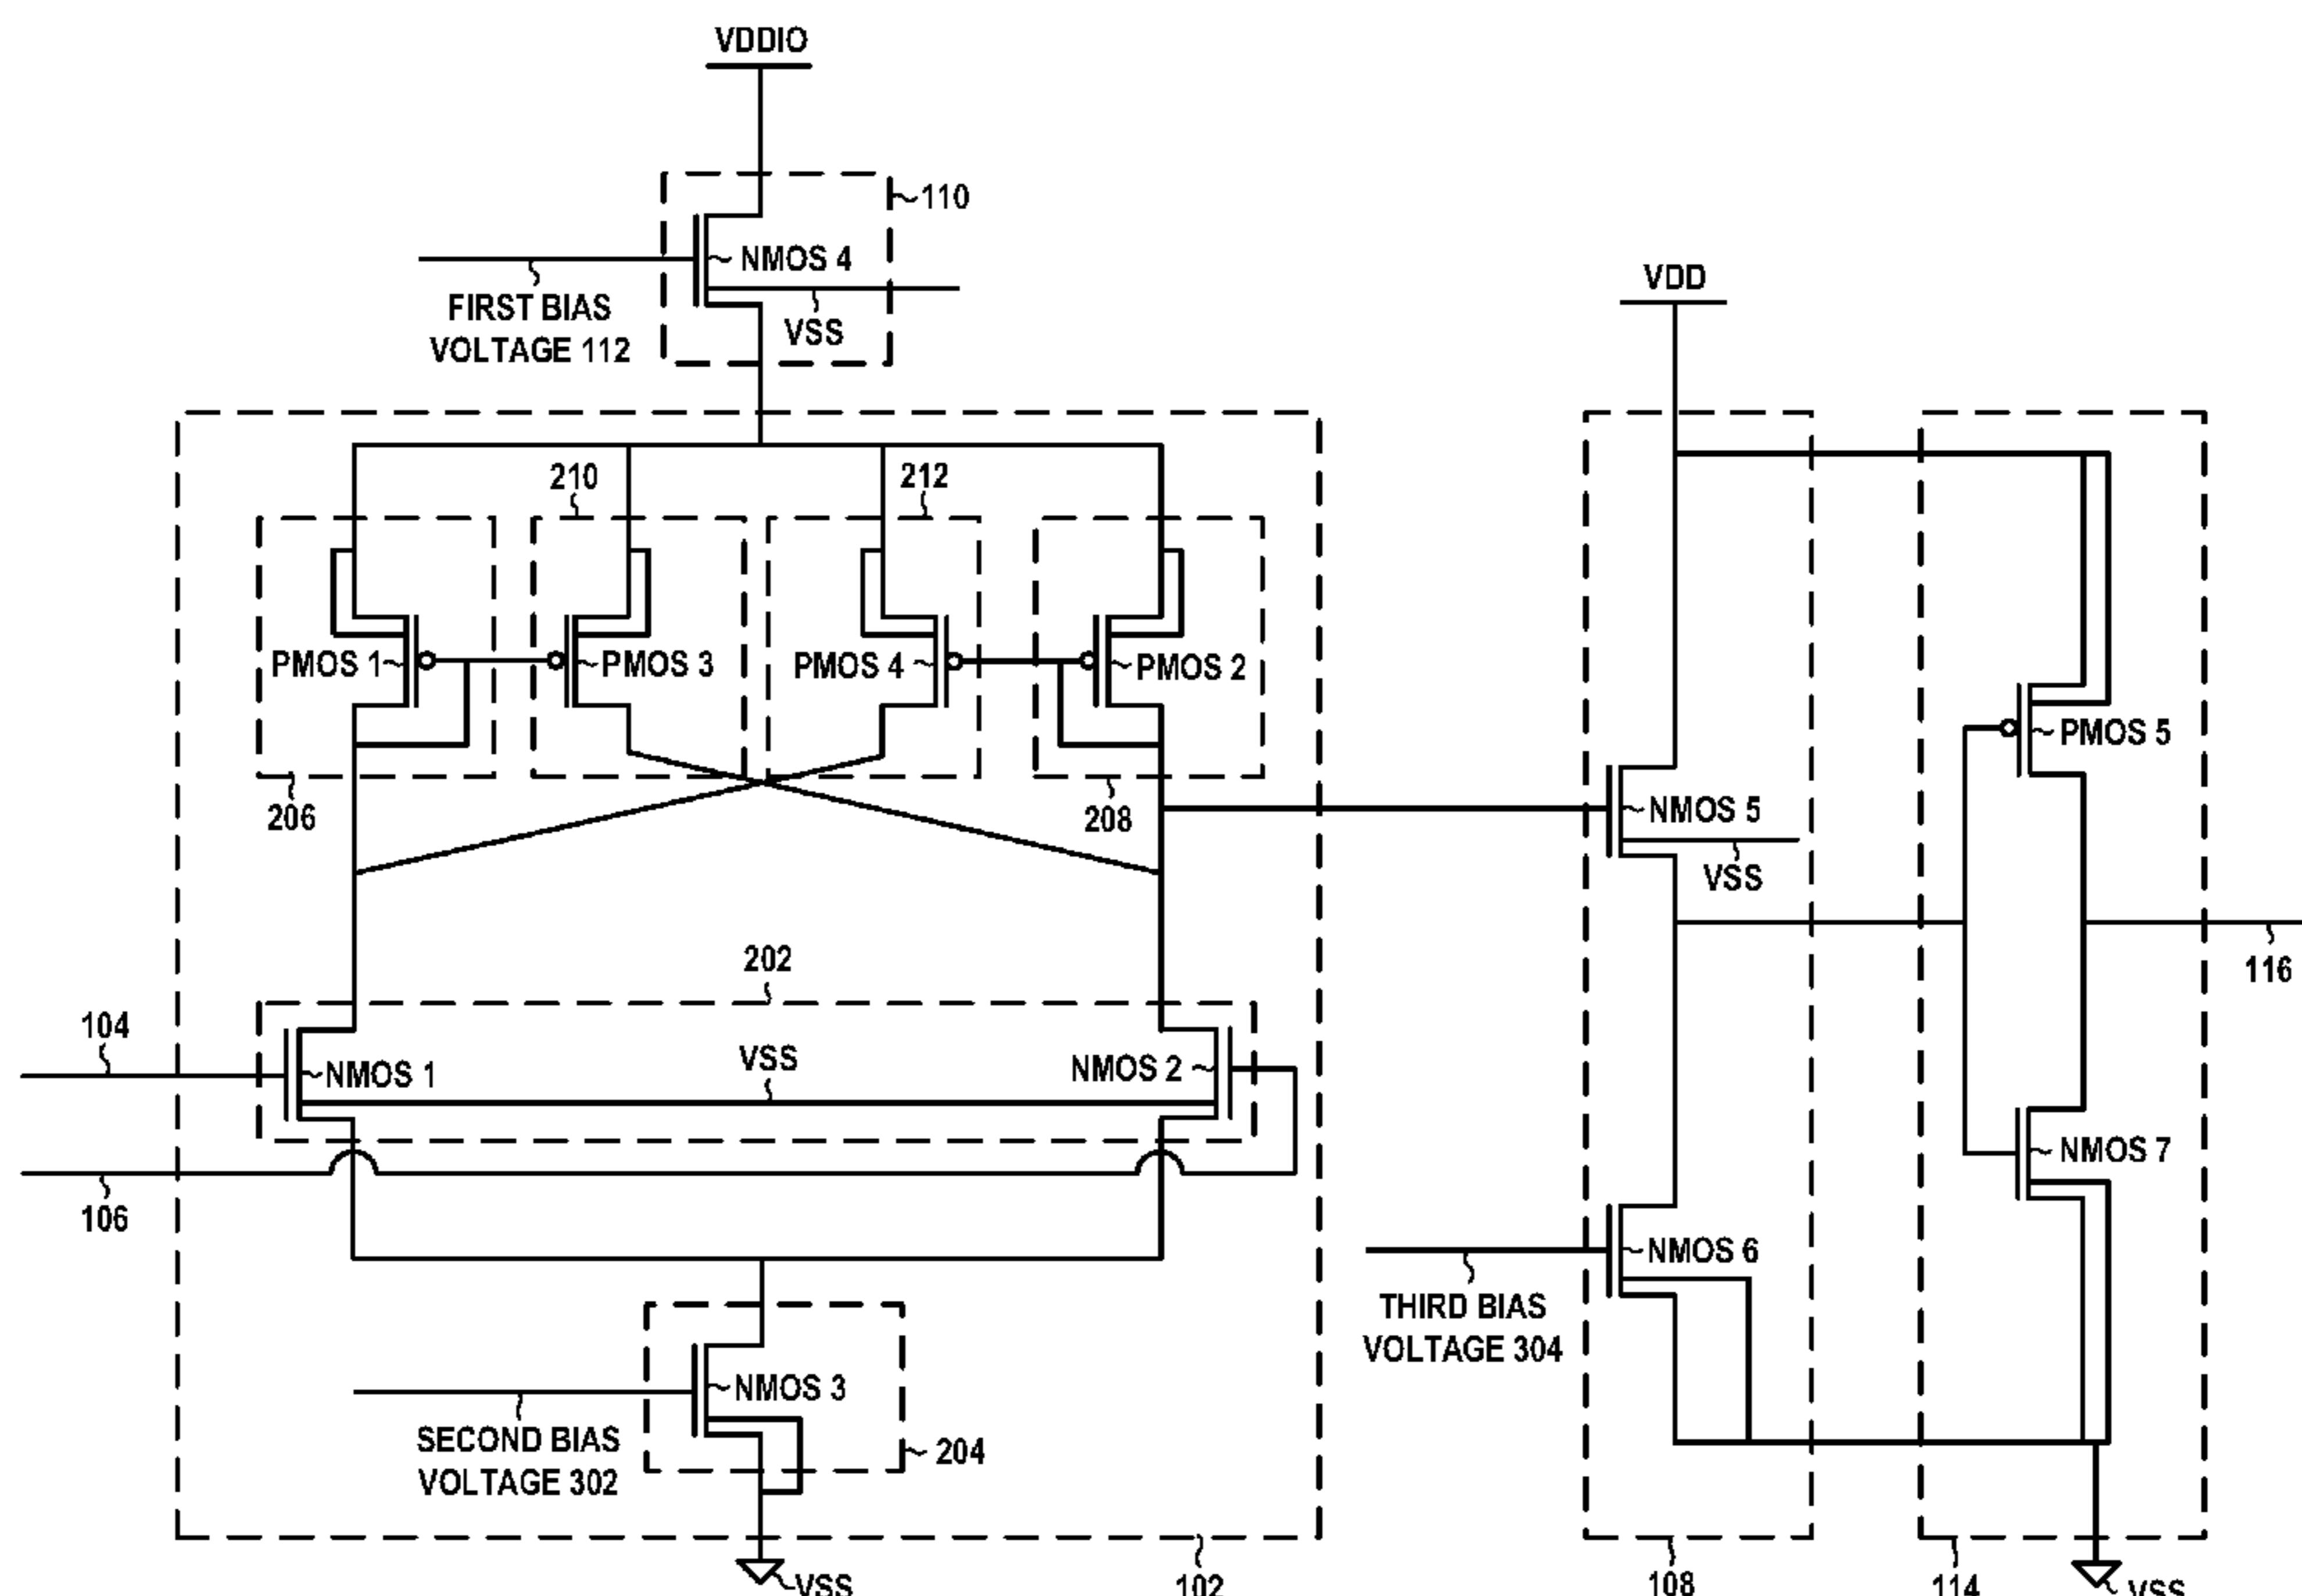 VDDIO
110
NMOS 4
FIRST BIAS
VOLTAGE 112
VSS
VDD
210
212
PMOS 1
PMOS 3
PMOS 4
PMOS 2
PMOS 5
206
208
NMOS 5
VSS
202
116
104
NMOS 1
VSS
NMOS 2
NMOS 7
106
NMOS 6
THIRD BIAS
VOLTAGE 304
NMOS 3
SECOND BIAS
VOLTAGE 302
204
VSS
102
108
114
VSS